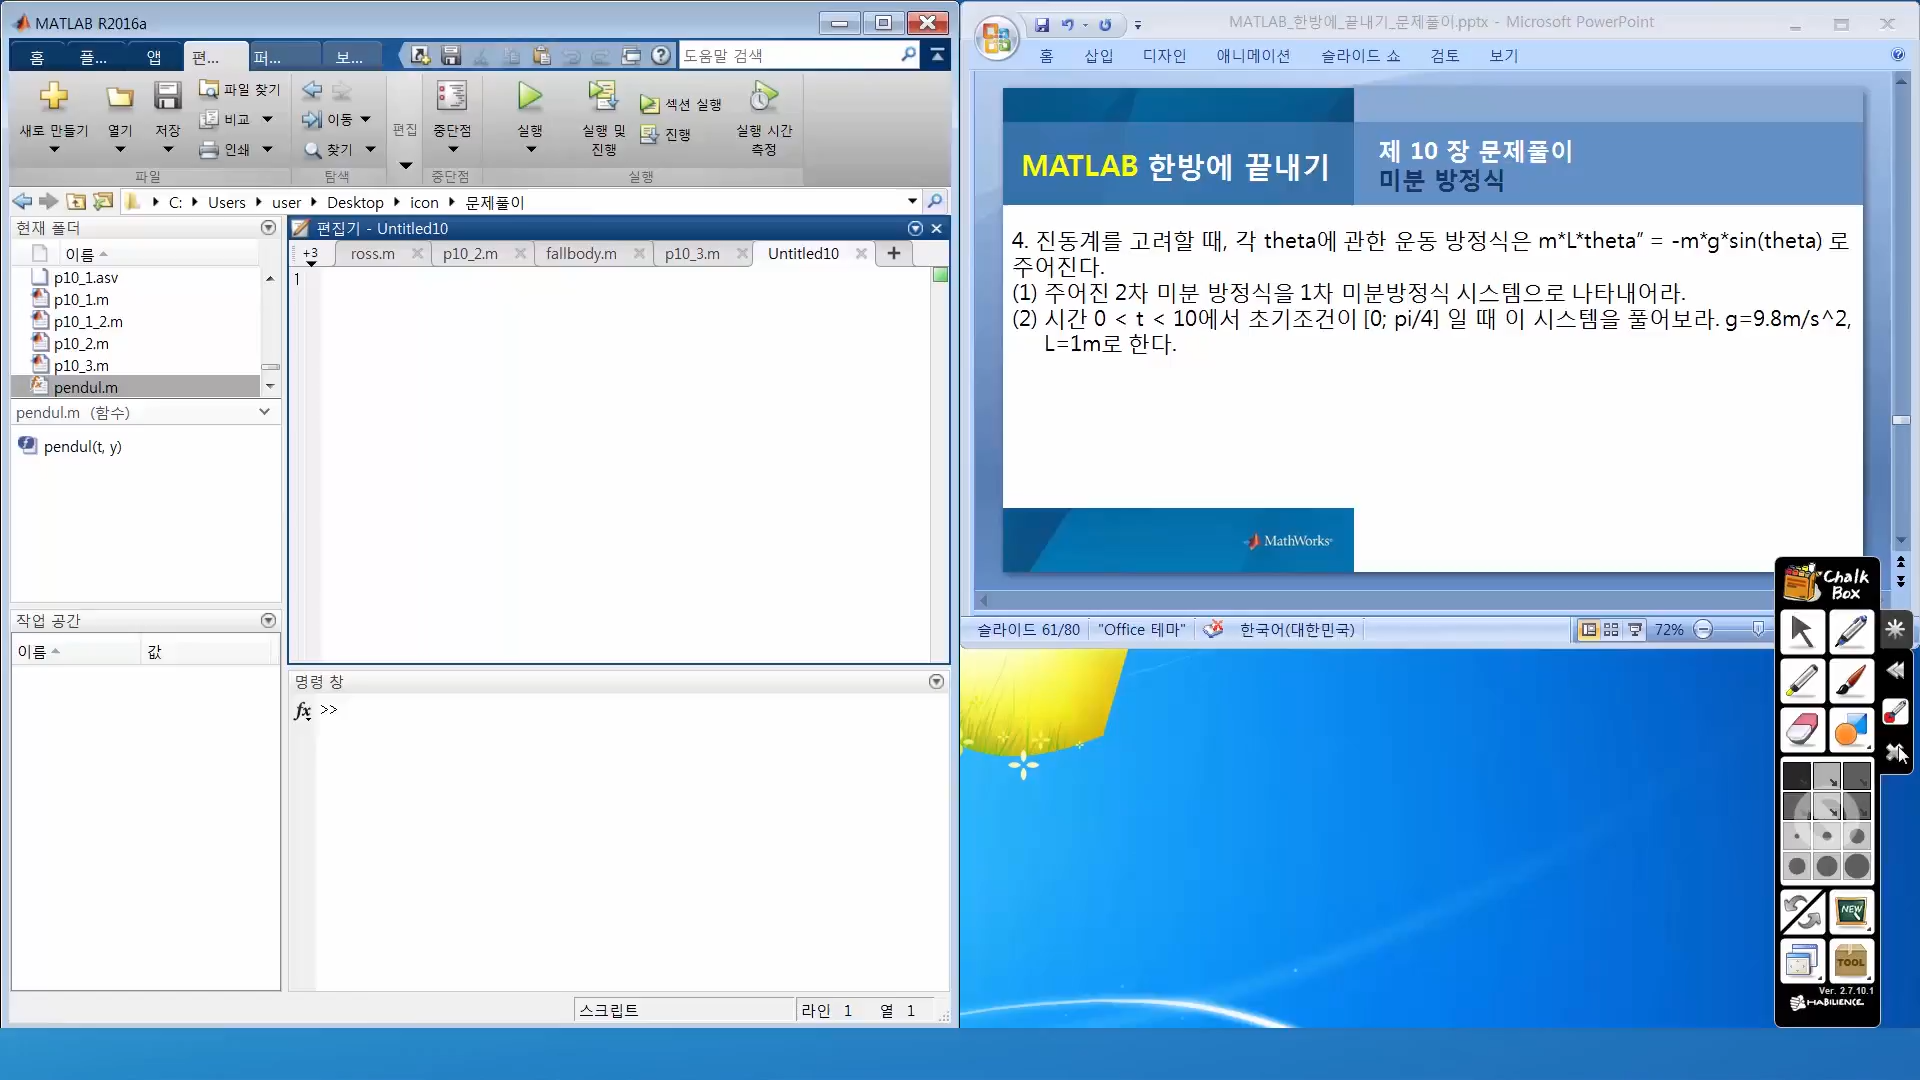 MATLAB R2016a
홈
플...
앱
편...
퍼...
보...
도움말 검색
새로 만들기
열기
저장
파일 찾기
비교
인쇄
이동
찾기
편집
중단점
실행
실행 및
진행
섹션 실행
진행
실행 시간
측정
파일
탐색
중단점
실행
C:
Users
user
Desktop
icon
문제풀이
현재 폴더
이름
p10_1.asv
p10_1.m
p10_1_2.m
p10_2.m
p10_3.m
pendul.m
pendul.m (함수)
pendul(t, y)
작업 공간
이름
값
편집기 - Untitled10
+3
ross.m
p10_2.m
fallbody.m
p10_3.m
Untitled10
1
명령 창
fx >>
스크립트
라인 1
열 1
MATLAB_한방에_끝내기_문제풀이.pptx - Microsoft PowerPoint
홈
삽입
디자인
애니메이션
슬라이드 쇼
검토
보기
MATLAB 한방에 끝내기
제 10 장 문제풀이
미분 방정식
4. 진동계를 고려할 때, 각 theta에 관한 운동 방정식은 m*L*theta” = -m*g*sin(theta) 로
주어진다.
(1) 주어진 2차 미분 방정식을 1차 미분방정식 시스템으로 나타내어라.
(2) 시간 0 < t < 10에서 초기조건이 [0; pi/4] 일 때 이 시스템을 풀어보라. g=9.8m/s^2,
L=1m로 한다.
MathWorks
슬라이드 61/80
"Office 테마"
한국어(대한민국)
72%
Chalk
Box
NEW
TOOL
Ver. 2.7.10.1
HABILIENCE